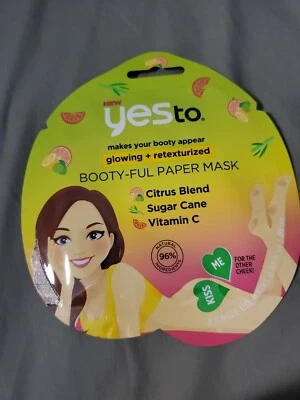 NEW
yes to.
makes your booty appear
glowing + retexturized
BOOTY-FUL PAPER MASK
Citrus Blend
Sugar Cane
Vitamin C
NATURAL
96%
INGREDIENTS
KISS
ME
FOR THE
OTHER
CHEEK!